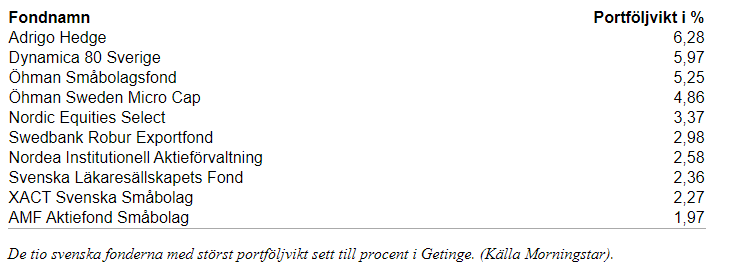 Fondnamn Portföljvikt i %
Adrigo Hedge 6,28
Dynamica 80 Sverige 5,97
Öhman Småbolagsfond 5,25
Öhman Sweden Micro Cap 4,86
Nordic Equities Select 3,37
Swedbank Robur Exportfond 2,98
Nordea Institutionell Aktieförvaltning 2,58
Svenska Läkaresällskapets Fond 2,36
XACT Svenska Småbolag 2,27
AMF Aktiefond Småbolag 1,97
De tio svenska fonderna med störst portföljvikt sett till procent i Getinge. (Källa Morningstar).